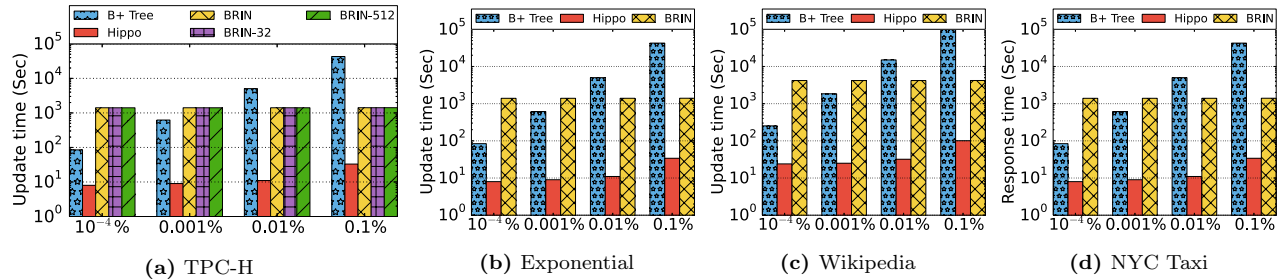 B+ Tree BRIN BRIN-512
Hippo BRIN-32
Update time (Sec)
10^5
10^4
10^3
10^2
10^1
10^0
10^-4% 0.001% 0.01% 0.1%
(a) TPC-H
B+ Tree Hippo BRIN
Update time (Sec)
10^5
10^4
10^3
10^2
10^1
10^0
10^-4% 0.001% 0.01% 0.1%
(b) Exponential
B+ Tree Hippo BRIN
Update time (Sec)
10^5
10^4
10^3
10^2
10^1
10^0
10^-4% 0.001% 0.01% 0.1%
(c) Wikipedia
B+ Tree Hippo BRIN
Response time (Sec)
10^5
10^4
10^3
10^2
10^1
10^0
10^-4% 0.001% 0.01% 0.1%
(d) NYC Taxi